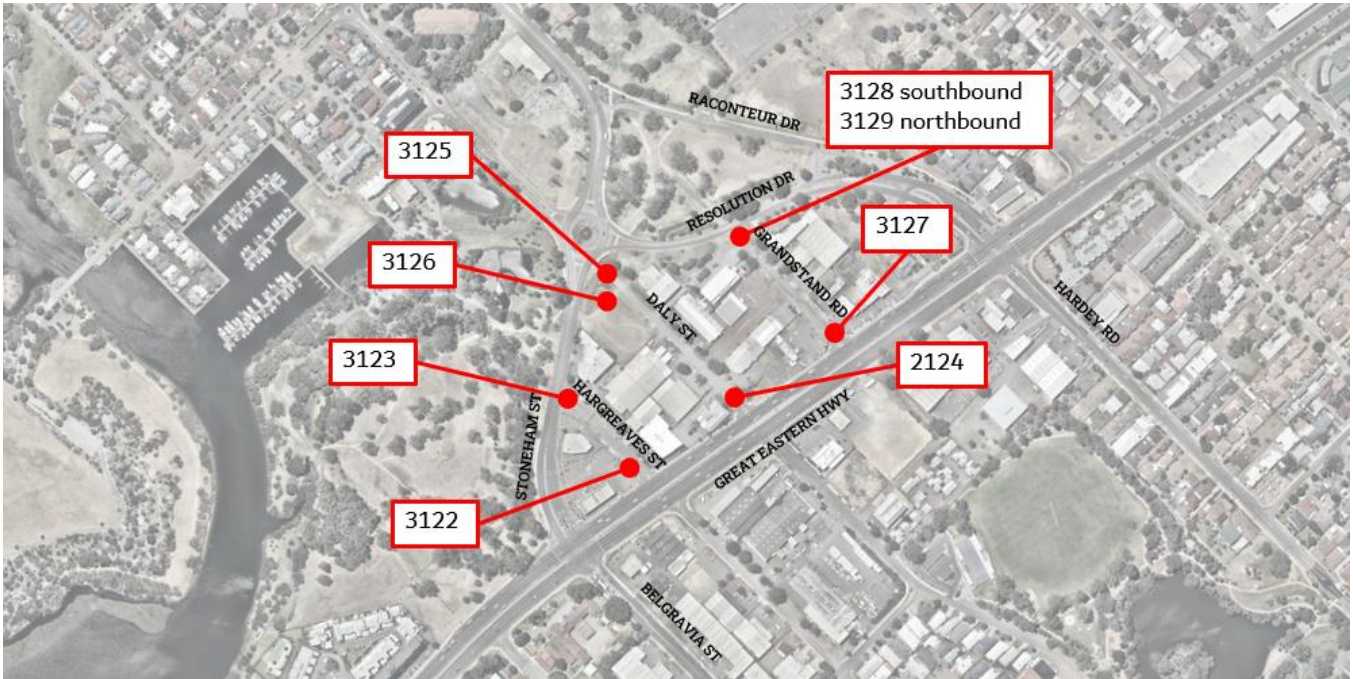 RACONTEUR DR
3128 southbound
3129 northbound
3125
RESOLUTION DR
3127
GRANDSTAND RD
3126
HARDEY RD
DALY ST
3123
2124
HARGREAVES ST
STONEHAM ST
GREAT EASTERN HWY
3122
BELGRAVIA ST